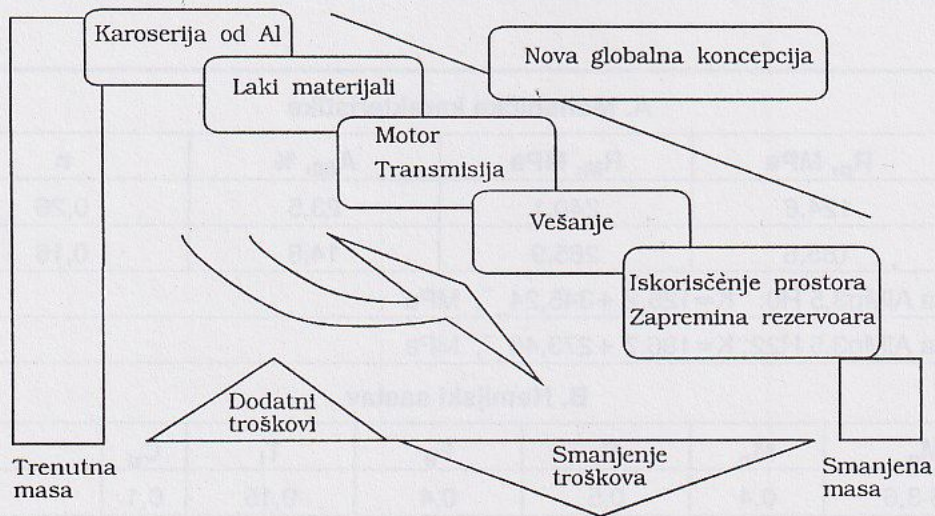 Karoserija od Al
Nova globalna koncepcija
Laki materijali
Motor
Transmisija
Vešanje
Iskorisčènje prostora
Zapremina rezervoara
Dodatni
troškovi
Smanjenje
troškova
Trenutna
masa
Smanjena
masa